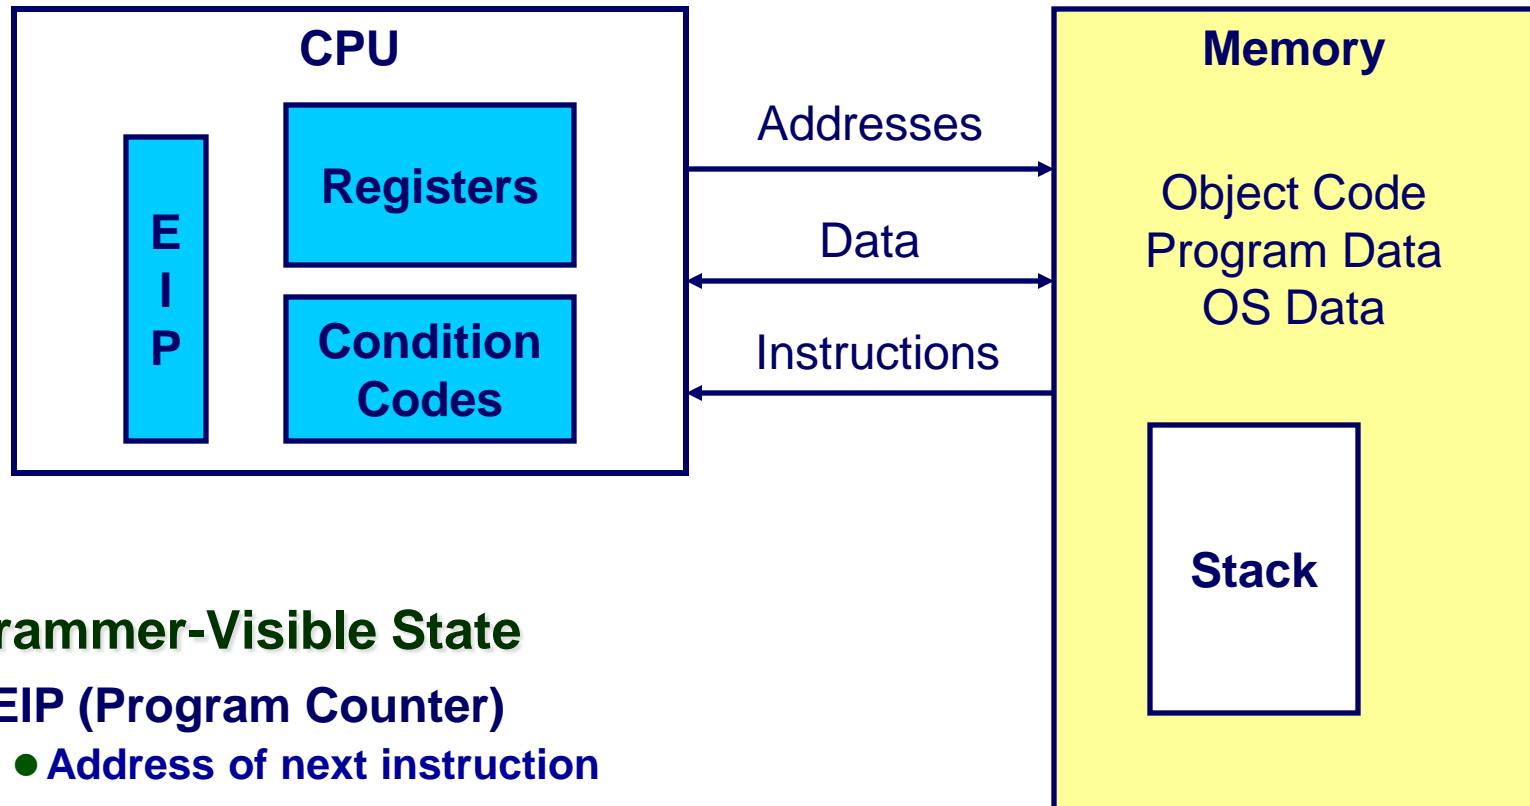 CPU
E
I
P
Registers
Condition
Codes
Addresses
Data
Instructions
Memory
Object Code
Program Data
OS Data
Stack
rammer-Visible State
EIP (Program Counter)
● Address of next instruction